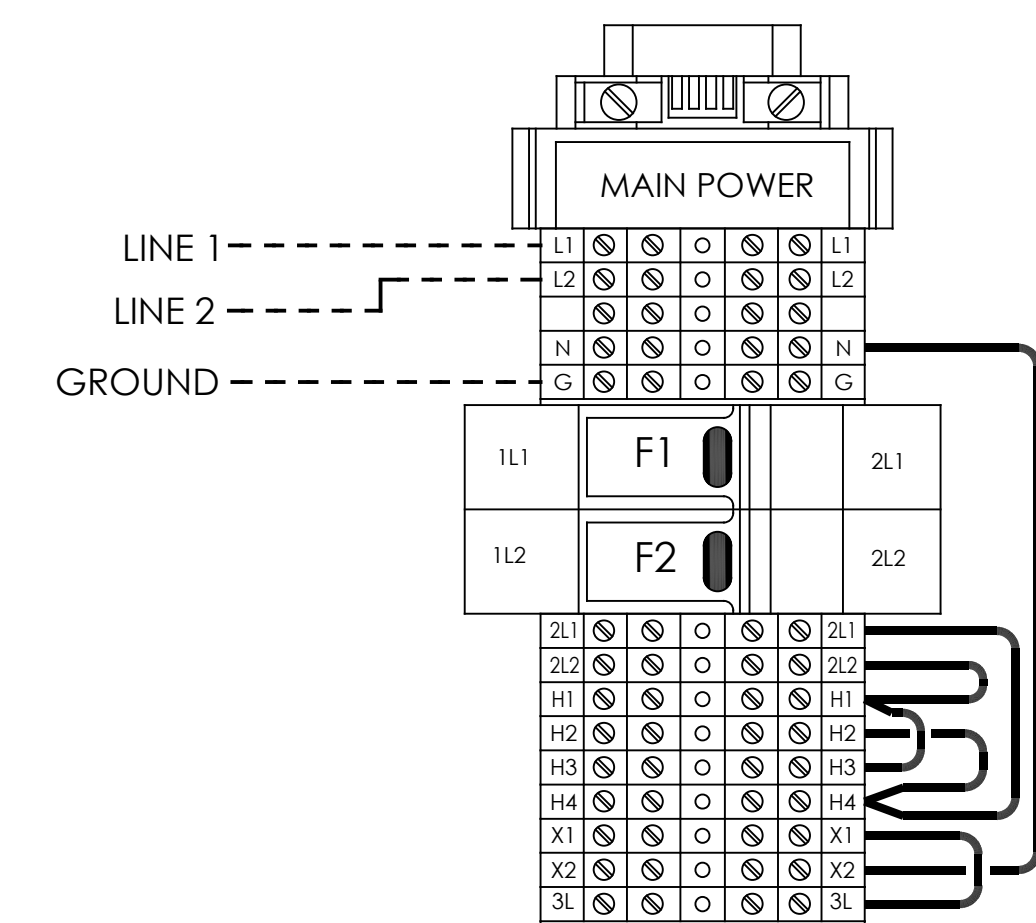 MAIN POWER
LINE 1 L1 L1
LINE 2 L2 L2
N N
GROUND G G
1L1 F1 2L1
1L2 F2 2L2
2L1 2L1
2L2 2L2
H1 H1
H2 H2
H3 H3
H4 H4
X1 X1
X2 X2
3L 3L